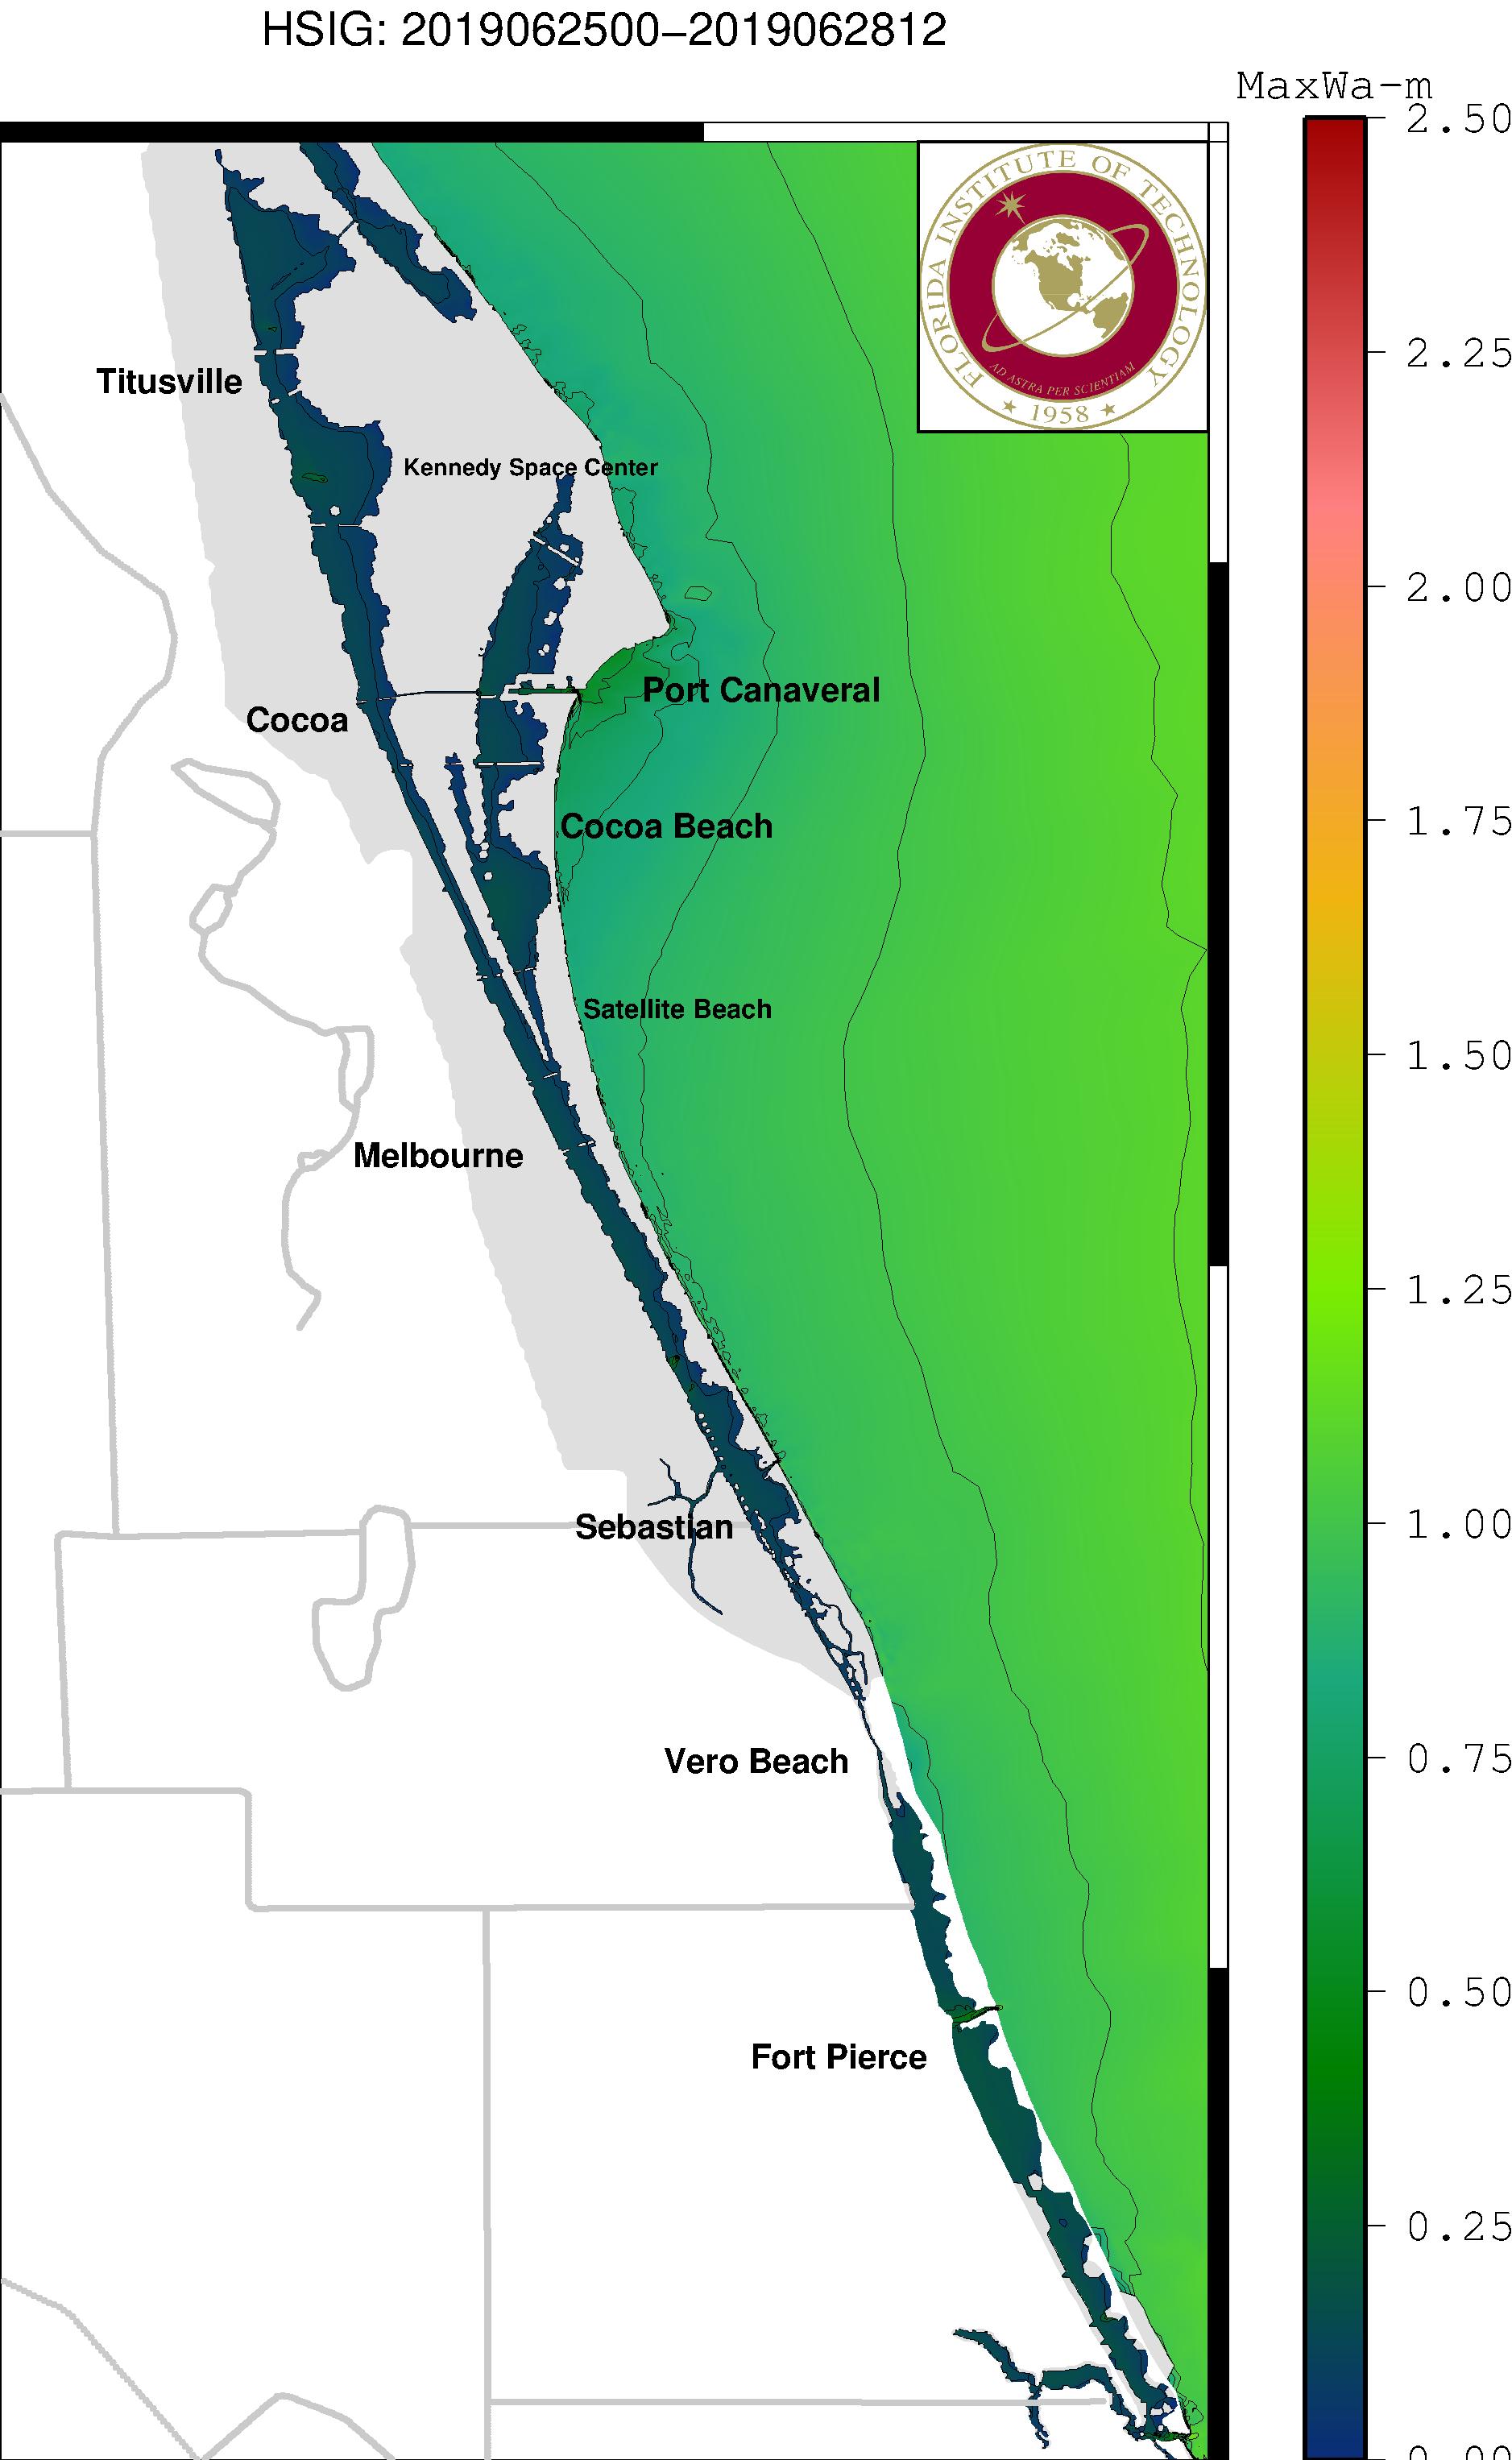 HSIG: 2019062500−2019062812
MaxWa−m
2.50
FLORIDA INSTITUTE OF TECHNOLOGY
AD ASTRA PER SCIENTIAM
★ 1958 ★
2.25
Titusville
Kennedy Space Center
2.00
Port Canaveral
Cocoa
1.75
Cocoa Beach
Satellite Beach
1.50
Melbourne
1.25
1.00
Sebastian
0.75
Vero Beach
0.50
Fort Pierce
0.25
0.00